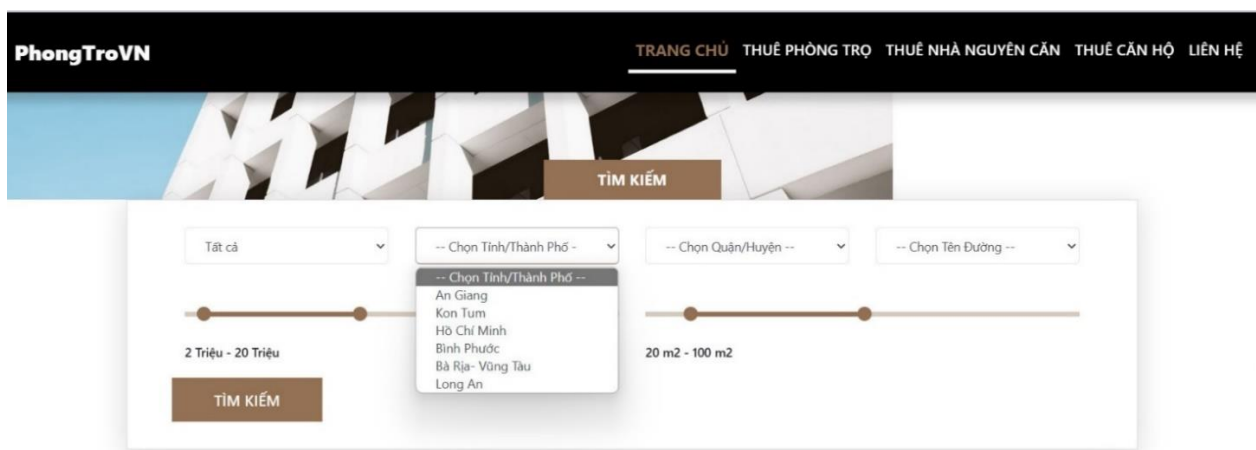 PhongTroVN
TRANG CHỦ THUÊ PHÒNG TRỌ THUÊ NHÀ NGUYÊN CĂN THUÊ CĂN HỘ LIÊN HỆ
TÌM KIẾM
Tất cả
-- Chọn Tỉnh/Thành Phố -
-- Chọn Quận/Huyện --
-- Chọn Tên Đường --
-- Chọn Tỉnh/Thành Phố --
An Giang
Kon Tum
Hồ Chí Minh
Bình Phước
Bà Rịa- Vũng Tàu
Long An
2 Triệu - 20 Triệu
20 m2 - 100 m2
TÌM KIẾM